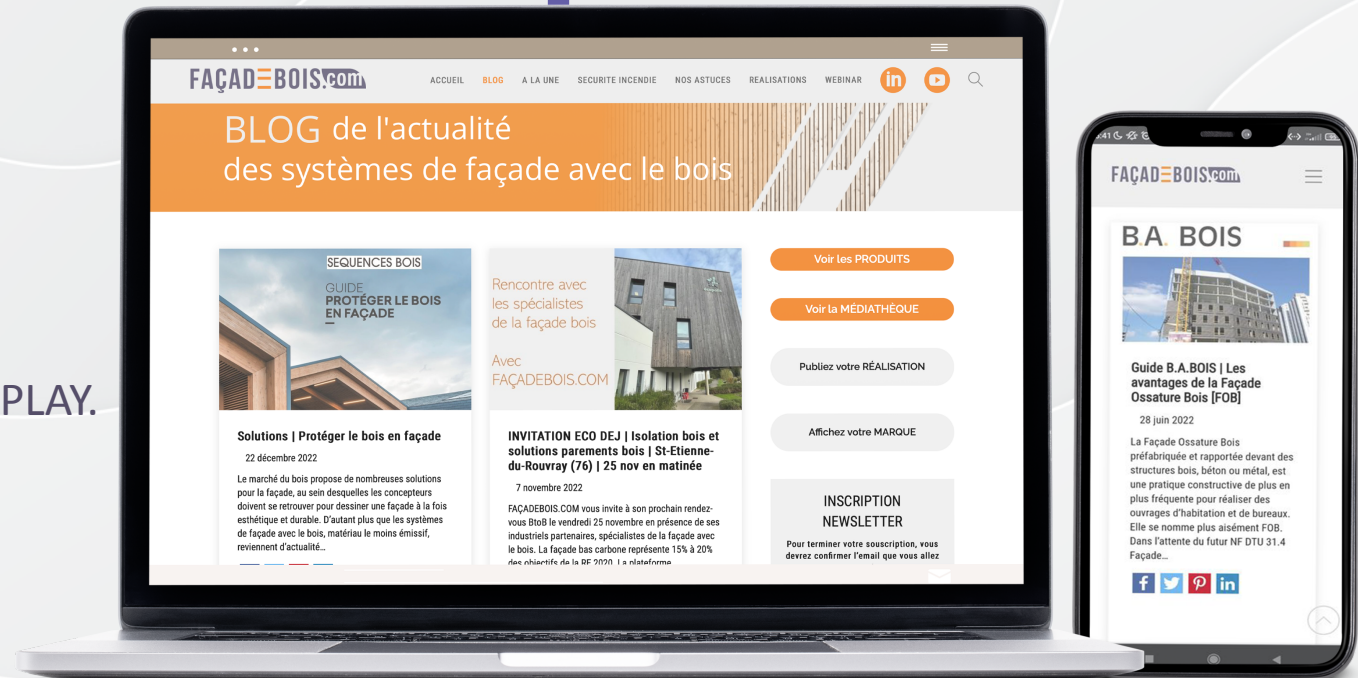 PLAY.
FAÇADEBOIS.com
ACCUEIL BLOG A LA UNE SECURITE INCENDIE NOS ASTUCES REALISATIONS WEBINAR
BLOG de l'actualité
des systèmes de façade avec le bois
SEQUENCES BOIS
GUIDE
PROTÉGER LE BOIS
EN FAÇADE
Solutions | Protéger le bois en façade
22 décembre 2022
Le marché du bois propose de nombreuses solutions
pour la façade, au sein desquelles les concepteurs
doivent se retrouver pour dessiner une façade à la fois
esthétique et durable. D'autant plus que les systèmes
de façade avec le bois, matériau le moins émissif,
reviennent d'actualité…
Rencontre avec
les spécialistes
de la façade bois
Avec
FAÇADEBOIS.COM
INVITATION ECO DEJ | Isolation bois et
solutions parements bois | St-Etienne-
du-Rouvray (76) | 25 nov en matinée
7 novembre 2022
FAÇADEBOIS.COM vous invite à son prochain rendez-
vous BtoB le vendredi 25 novembre en présence de ses
industriels partenaires, spécialistes de la façade avec
le bois. La façade bas carbone représente 15% à 20%
des objectifs de la RE 2020. La plateforme
Voir les PRODUITS
Voir la MÉDIATHÈQUE
Publiez votre RÉALISATION
Affichez votre MARQUE
INSCRIPTION
NEWSLETTER
Pour terminer votre souscription, vous
devrez confirmer l'email que vous allez
FAÇADEBOIS.com
B.A. BOIS
Guide B.A.BOIS | Les
avantages de la Façade
Ossature Bois [FOB]
28 juin 2022
La Façade Ossature Bois
préfabriquée et rapportée devant des
structures bois, béton ou métal, est
une pratique constructive de plus en
plus fréquente pour réaliser des
ouvrages d'habitation et de bureaux.
Elle se nomme plus aisément FOB.
Dans l'attente du futur NF DTU 31.4
Façade…